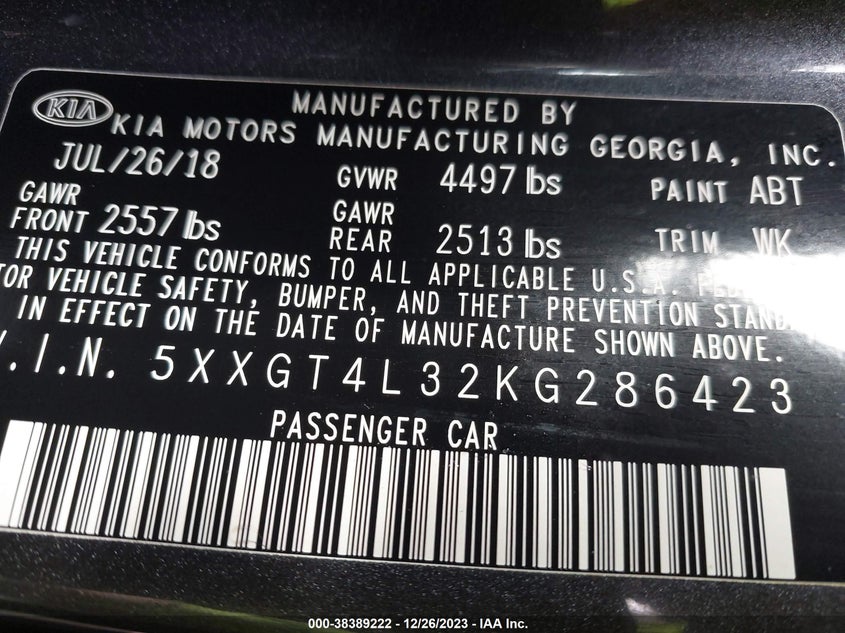 KIA
MANUFACTURED BY
KIA MOTORS MANUFACTURING GEORGIA, INC.
JUL/26/18 GVWR 4497 lbs PAINT ABT
GAWR FRONT 2557 lbs GAWR REAR 2513 lbs TRIM WK
THIS VEHICLE CONFORMS TO ALL APPLICABLE U.S.A.
VEHICLE SAFETY, BUMPER, AND THEFT PREVENTION
IN EFFECT ON THE DATE OF MANUFACTURE SHOWN ABOVE.
V.I.N. 5XXGT4L32KG286423
PASSENGER CAR
000-38389222 - 12/26/2023 - IAA Inc.